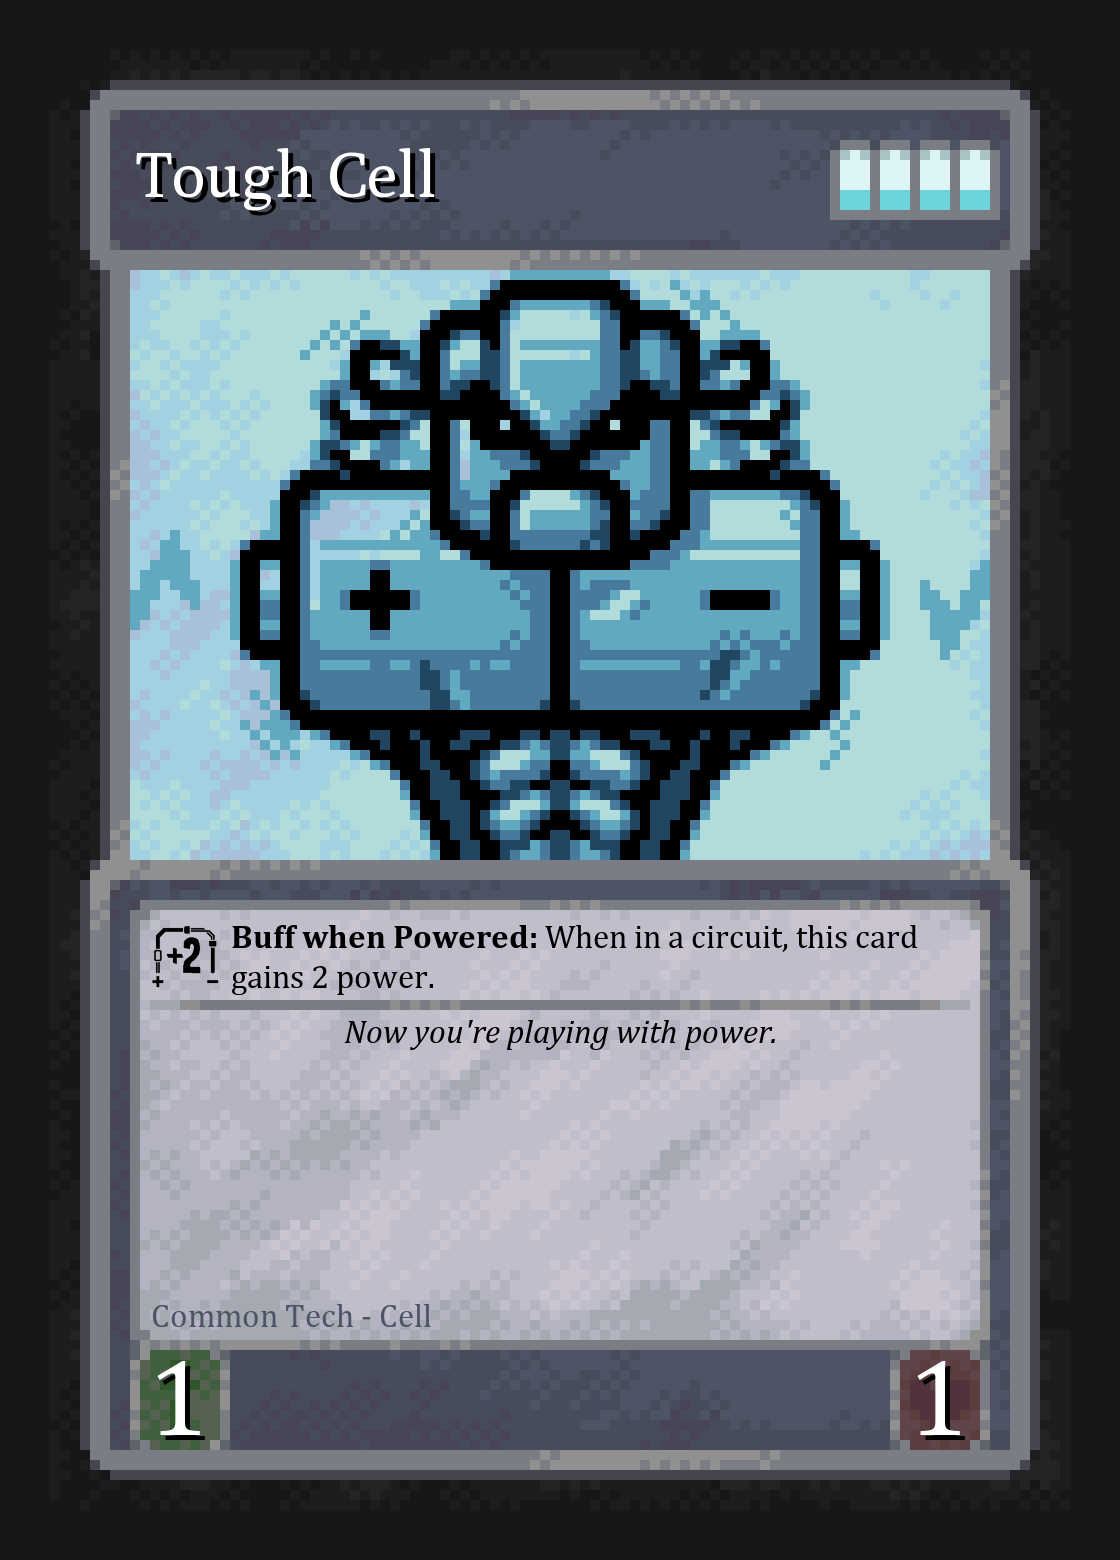 Tough Cell
+ -
+2 Buff when Powered: When in a circuit, this card
+ - gains 2 power.
Now you're playing with power.
Common Tech - Cell
1 1